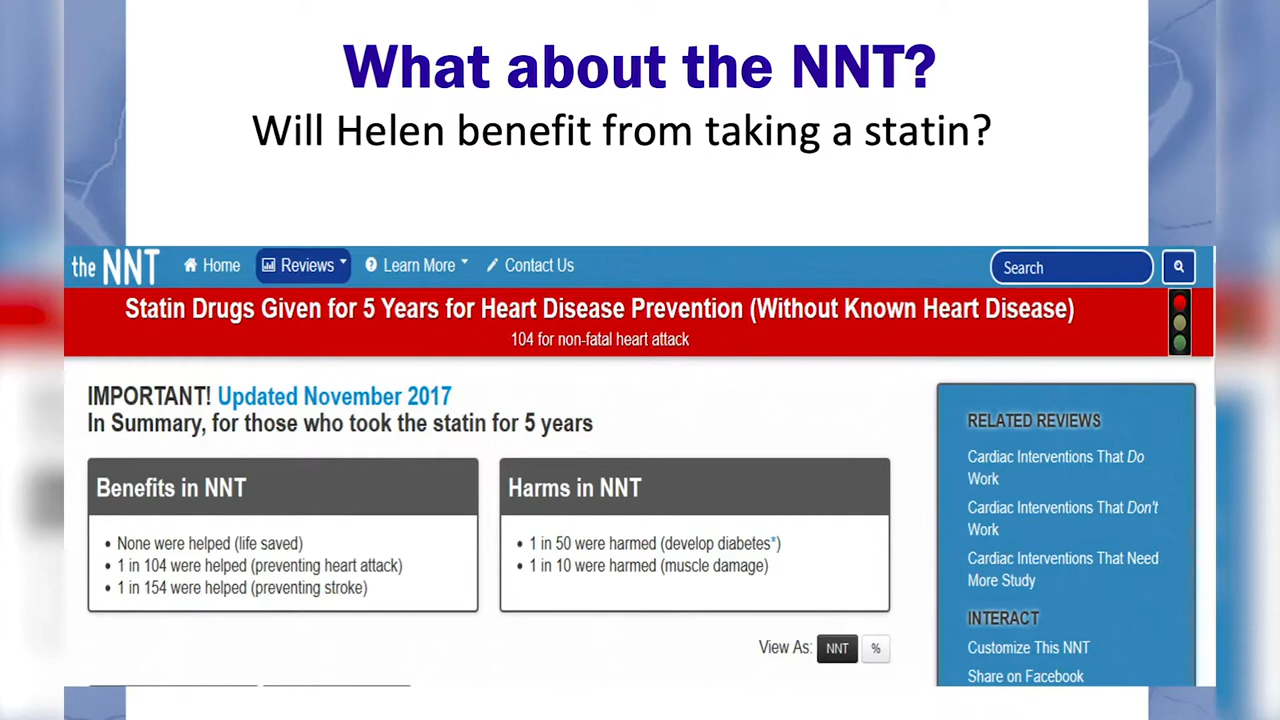 What about the NNT?
Will Helen benefit from taking a statin?
the NNT Home Reviews Learn More Contact Us Search
Statin Drugs Given for 5 Years for Heart Disease Prevention (Without Known Heart Disease)
104 for non-fatal heart attack
IMPORTANT! Updated November 2017
In Summary, for those who took the statin for 5 years
Benefits in NNT
• None were helped (life saved)
• 1 in 104 were helped (preventing heart attack)
• 1 in 154 were helped (preventing stroke)
Harms in NNT
• 1 in 50 were harmed (develop diabetes*)
• 1 in 10 were harmed (muscle damage)
View As: NNT %
RELATED REVIEWS
Cardiac Interventions That Do
Work
Cardiac Interventions That Don't
Work
Cardiac Interventions That Need
More Study
INTERACT
Customize This NNT
Share on Facebook